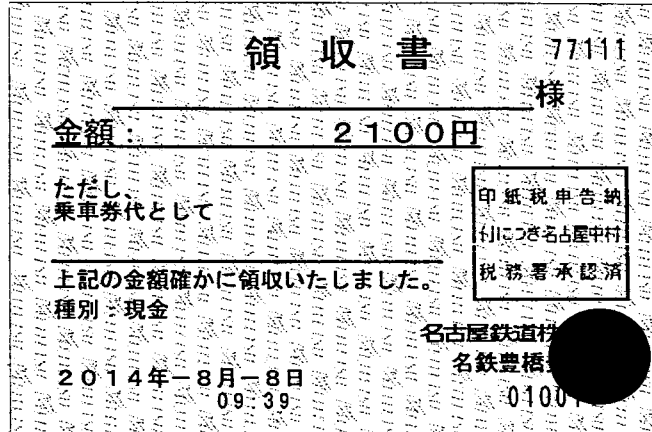 領収書 77111
様
金額： 2100円
ただし、
乗車券代として
印紙税申告納
付につき名古屋中村
税務署承認済
上記の金額確かに領収いたしました。
種別：現金
名古屋鉄道株
名鉄豊橋
2014年－8月－8日
09:39
0100